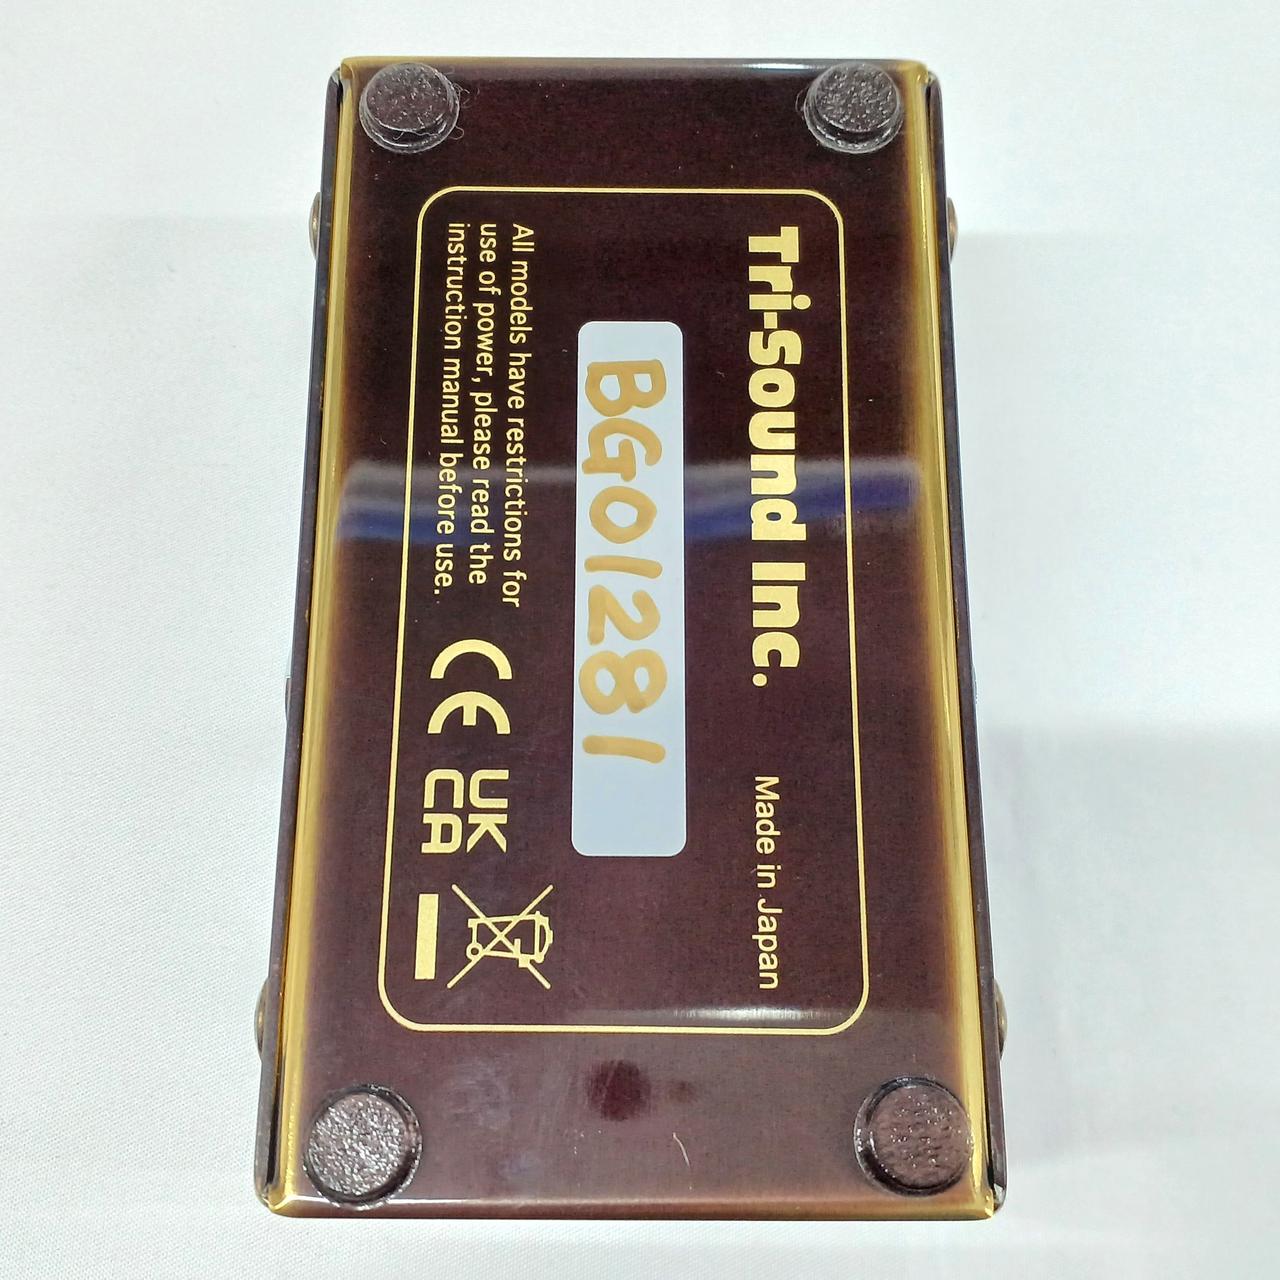 Tri-Sound Inc.
Made in Japan
BG01281
All models have restrictions for
use of power, please read the
instruction manual before use.
CE
UK
CA